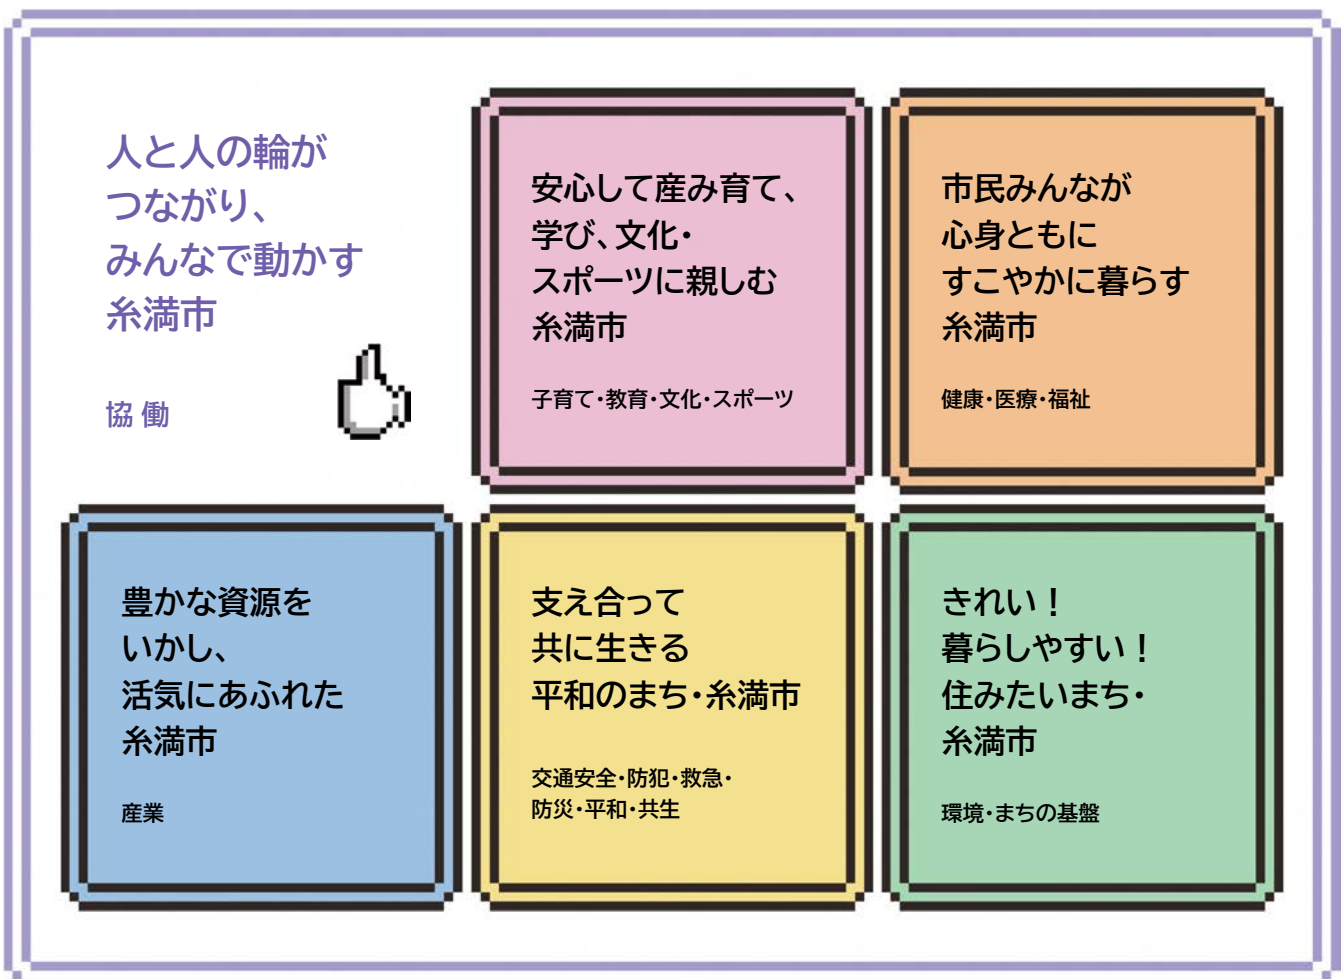 人と人の輪が
つながり、
みんなで動かす
糸満市
協働
安心して産み育て、
学び、文化・
スポーツに親しむ
糸満市
子育て・教育・文化・スポーツ
市民みんなが
心身ともに
すこやかに暮らす
糸満市
健康・医療・福祉
豊かな資源を
いかし、
活気にあふれた
糸満市
産業
支え合って
共に生きる
平和のまち・糸満市
交通安全・防犯・救急・
防災・平和・共生
きれい！
暮らしやすい！
住みたいまち・
糸満市
環境・まちの基盤